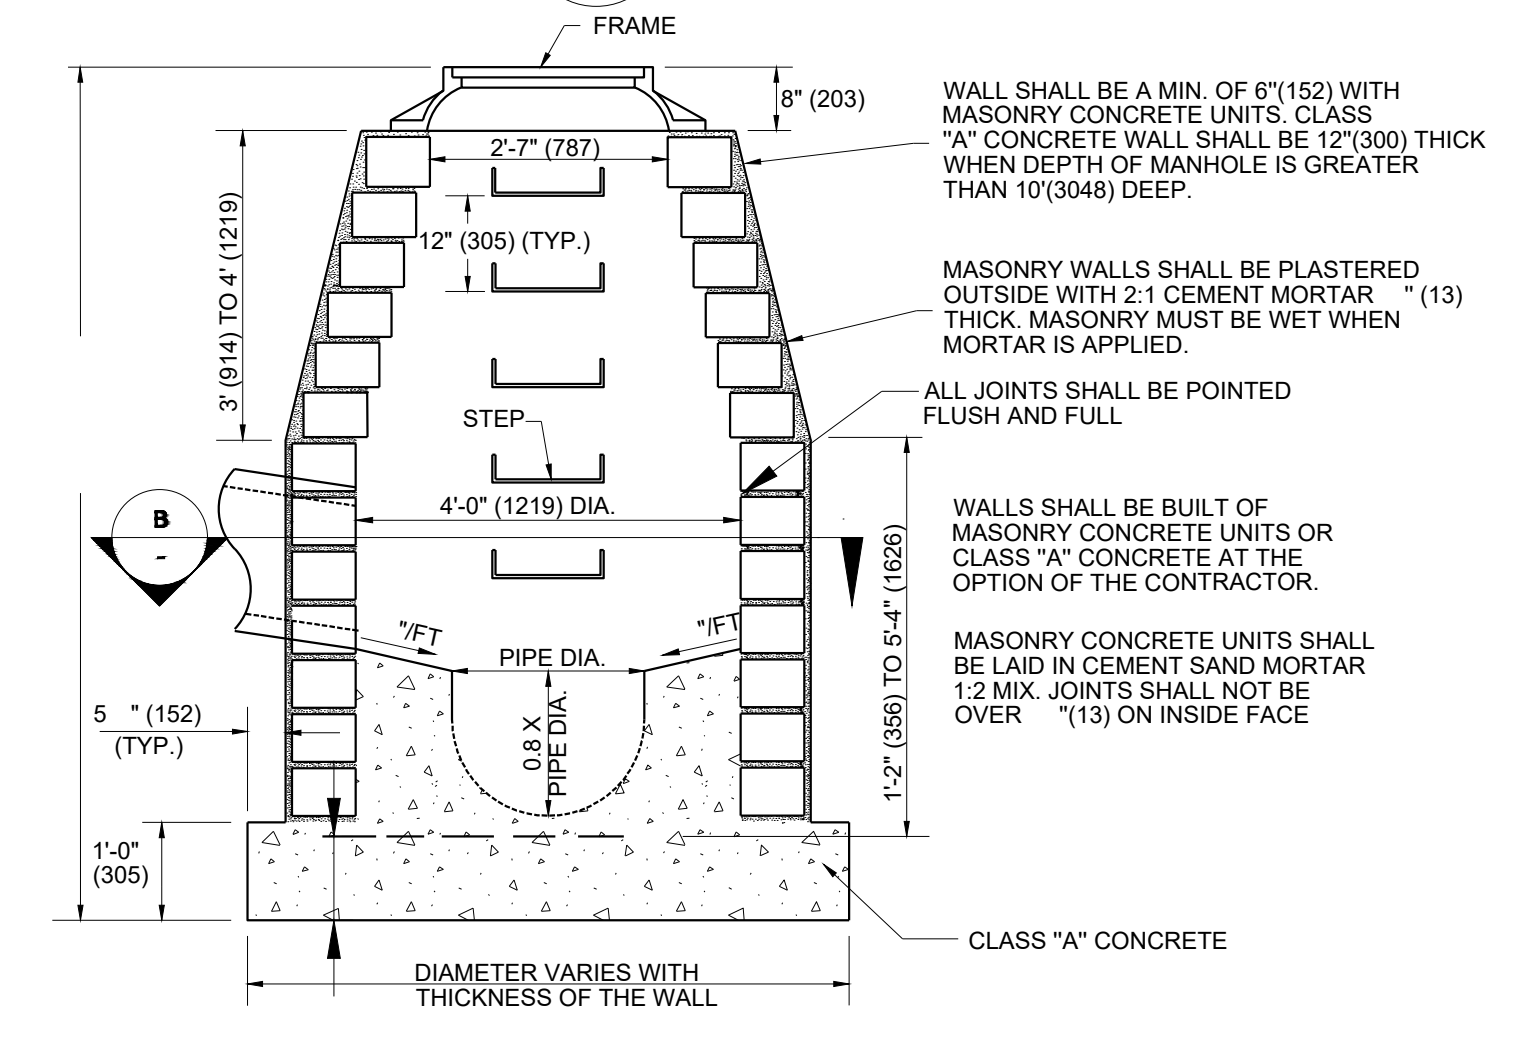 FRAME
8" (203)
2'-7" (787)
12" (305) (TYP.)
3' (914) TO 4' (1219)
STEP
4'-0" (1219) DIA.
B
-
"/FT
"/FT
PIPE DIA.
0.8 X
PIPE DIA.
5 " (152)
(TYP.)
1'-0"
(305)
1'-2" (356) TO 5'-4" (1626)
DIAMETER VARIES WITH
THICKNESS OF THE WALL
WALL SHALL BE A MIN. OF 6"(152) WITH
MASONRY CONCRETE UNITS. CLASS
"A" CONCRETE WALL SHALL BE 12"(300) THICK
WHEN DEPTH OF MANHOLE IS GREATER
THAN 10'(3048) DEEP.
MASONRY WALLS SHALL BE PLASTERED
OUTSIDE WITH 2:1 CEMENT MORTAR " (13)
THICK. MASONRY MUST BE WET WHEN
MORTAR IS APPLIED.
ALL JOINTS SHALL BE POINTED
FLUSH AND FULL
WALLS SHALL BE BUILT OF
MASONRY CONCRETE UNITS OR
CLASS "A" CONCRETE AT THE
OPTION OF THE CONTRACTOR.
MASONRY CONCRETE UNITS SHALL
BE LAID IN CEMENT SAND MORTAR
1:2 MIX. JOINTS SHALL NOT BE
OVER "(13) ON INSIDE FACE
CLASS "A" CONCRETE